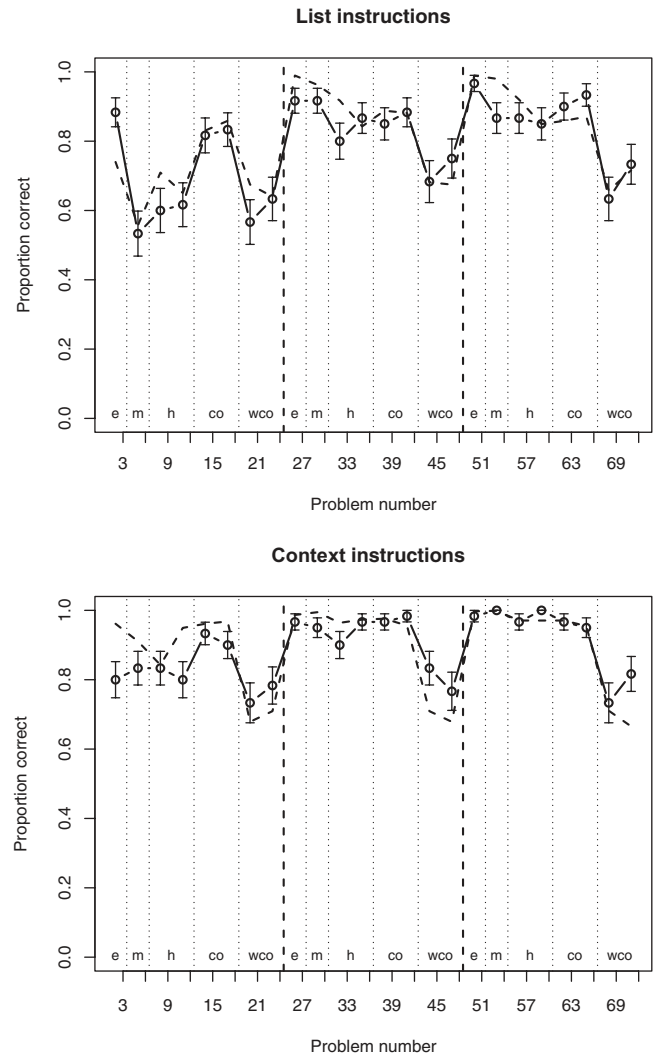 List instructions
Proportion correct
1.0
0.8
0.6
0.4
0.2
0.0
e m h co wco e m h co wco e m h co wco
3 9 15 21 27 33 39 45 51 57 63 69
Problem number
Context instructions
Proportion correct
1.0
0.8
0.6
0.4
0.2
0.0
e m h co wco e m h co wco e m h co wco
3 9 15 21 27 33 39 45 51 57 63 69
Problem number